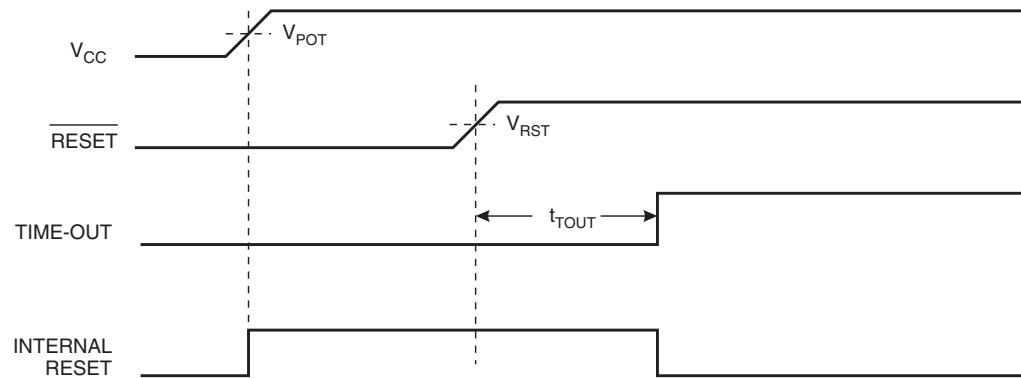 VCC
VPOT
RESET
VRST
TIME-OUT
tTOUT
INTERNAL
RESET